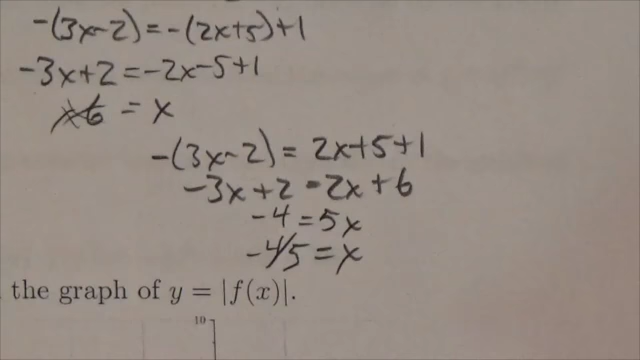 -(3x-2)=-(2x+5)+1
-3x+2=-2x-5+1
6 = x
-(3x-2)= 2x+5+1
-3x+2=2x+6
-4=5x
-4/5=x
the graph of y = |f(x)|.
10